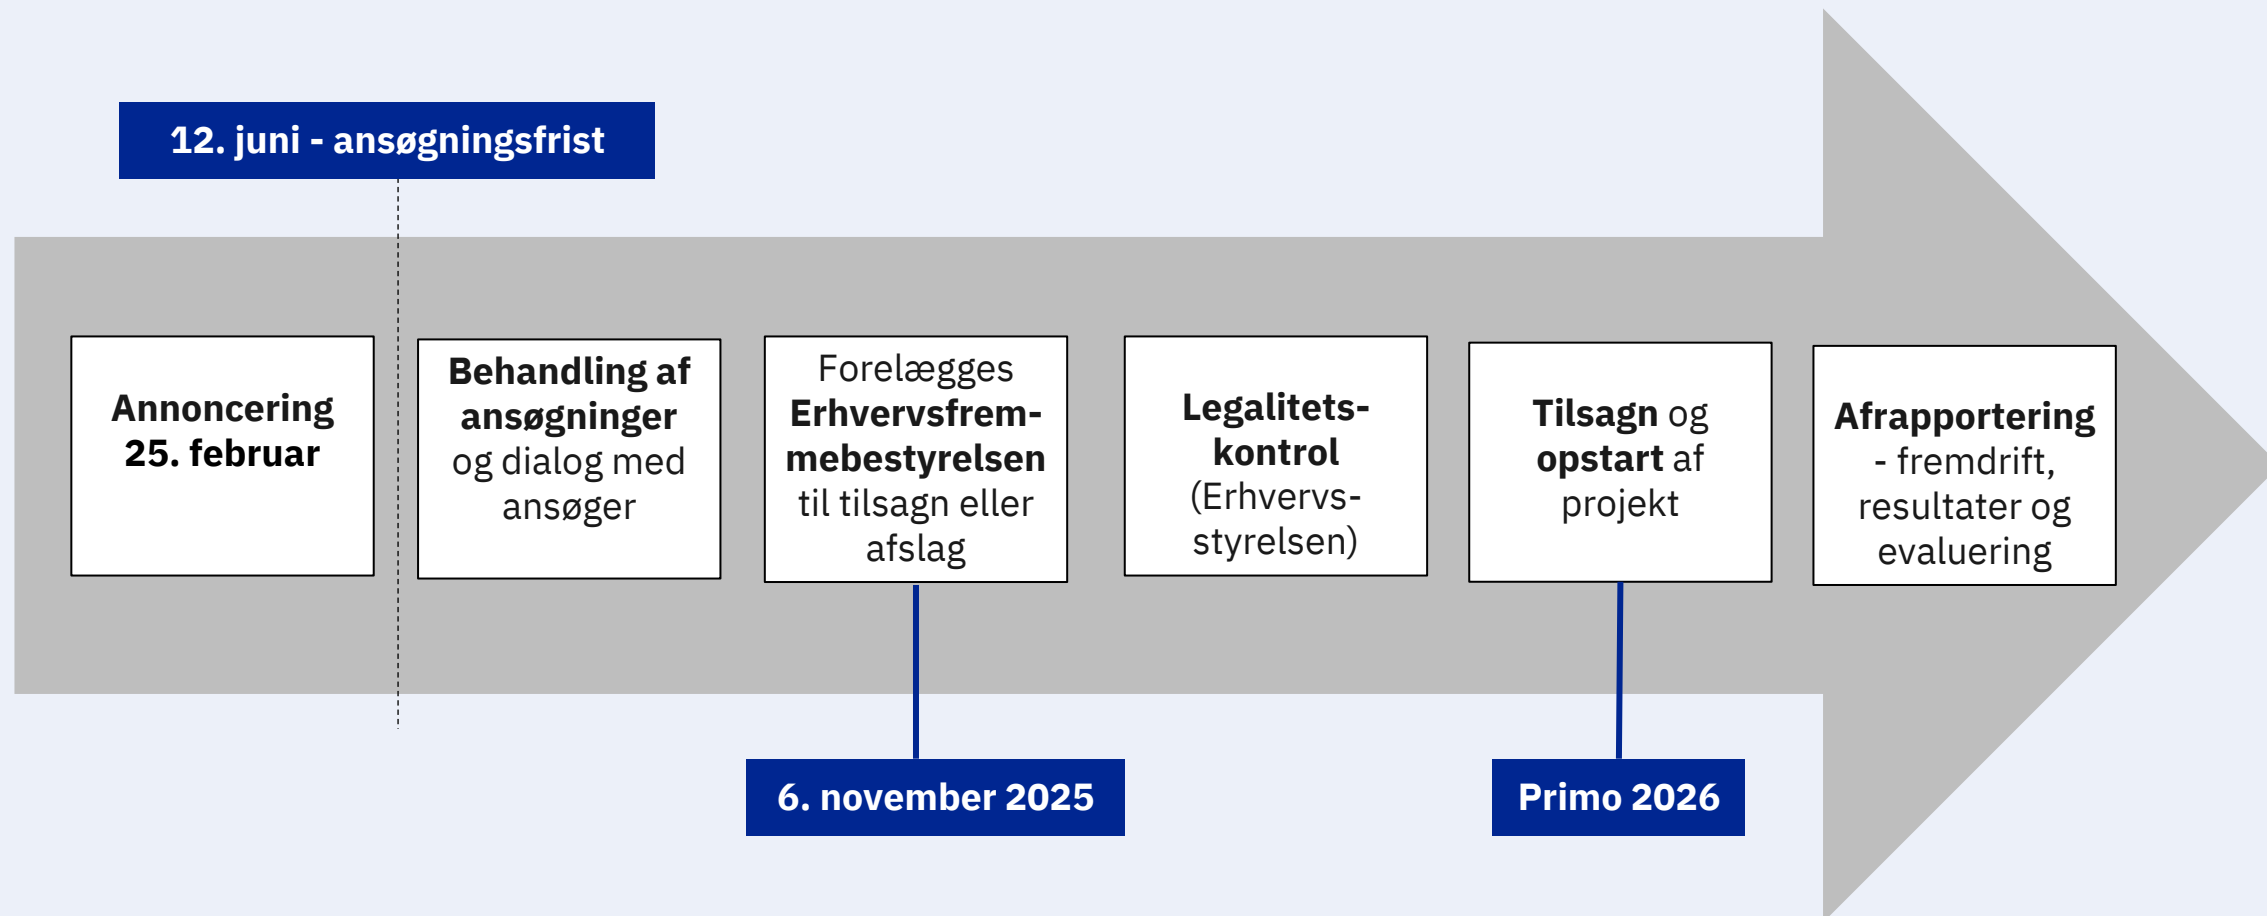 12. juni - ansøgningsfrist
Annoncering
25. februar
Behandling af
ansøgninger
og dialog med
ansøger
Forelægges
Erhvervsfrem-
mebestyrelsen
til tilsagn eller
afslag
Legalitets-
kontrol
(Erhvervs-
styrelsen)
Tilsagn og
opstart af
projekt
Afrapportering
- fremdrift,
resultater og
evaluering
6. november 2025
Primo 2026